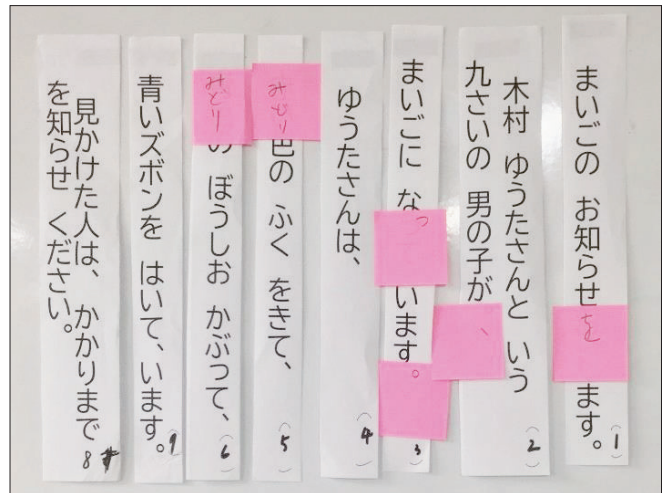 まいごの お知らせを ます。 (1)
木村 ゆうたさんと いう
九さいの 男の子が、 (2)
まいごに なっ います。 (3)
ゆうたさんは、 (4)
みどり色の ふく をきて、 (5)
みどりの ぼうしお かぶって、 (6)
青いズボンを はいて、います。
見かけた人は、 かかりまで
を知らせ ください。 8